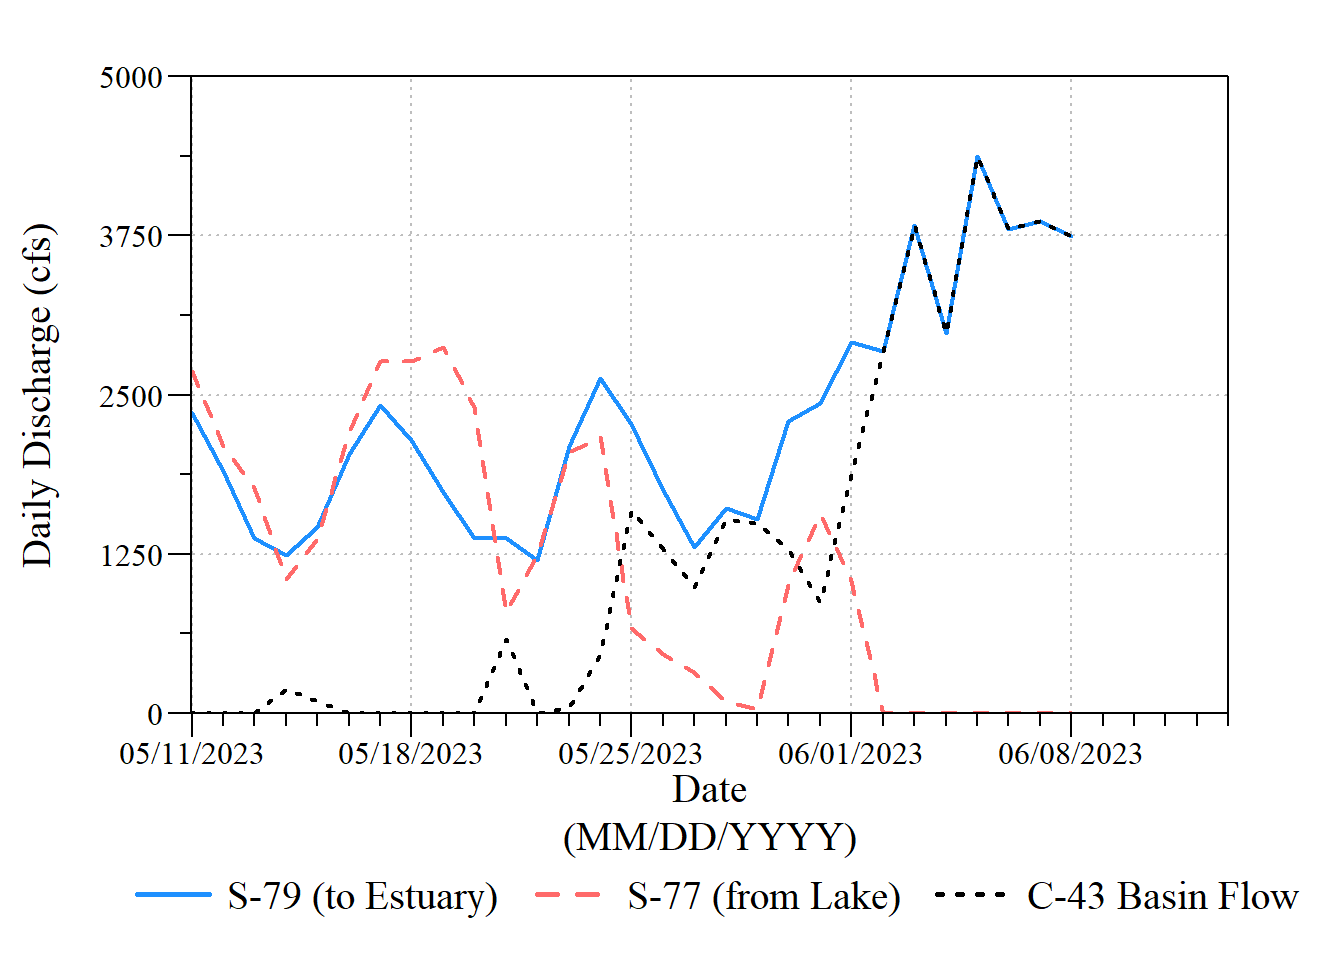 5000
3750
2500
1250
0
Daily Discharge (cfs)
05/11/2023 05/18/2023 05/25/2023 06/01/2023 06/08/2023
Date
(MM/DD/YYYY)
S-79 (to Estuary) S-77 (from Lake) C-43 Basin Flow